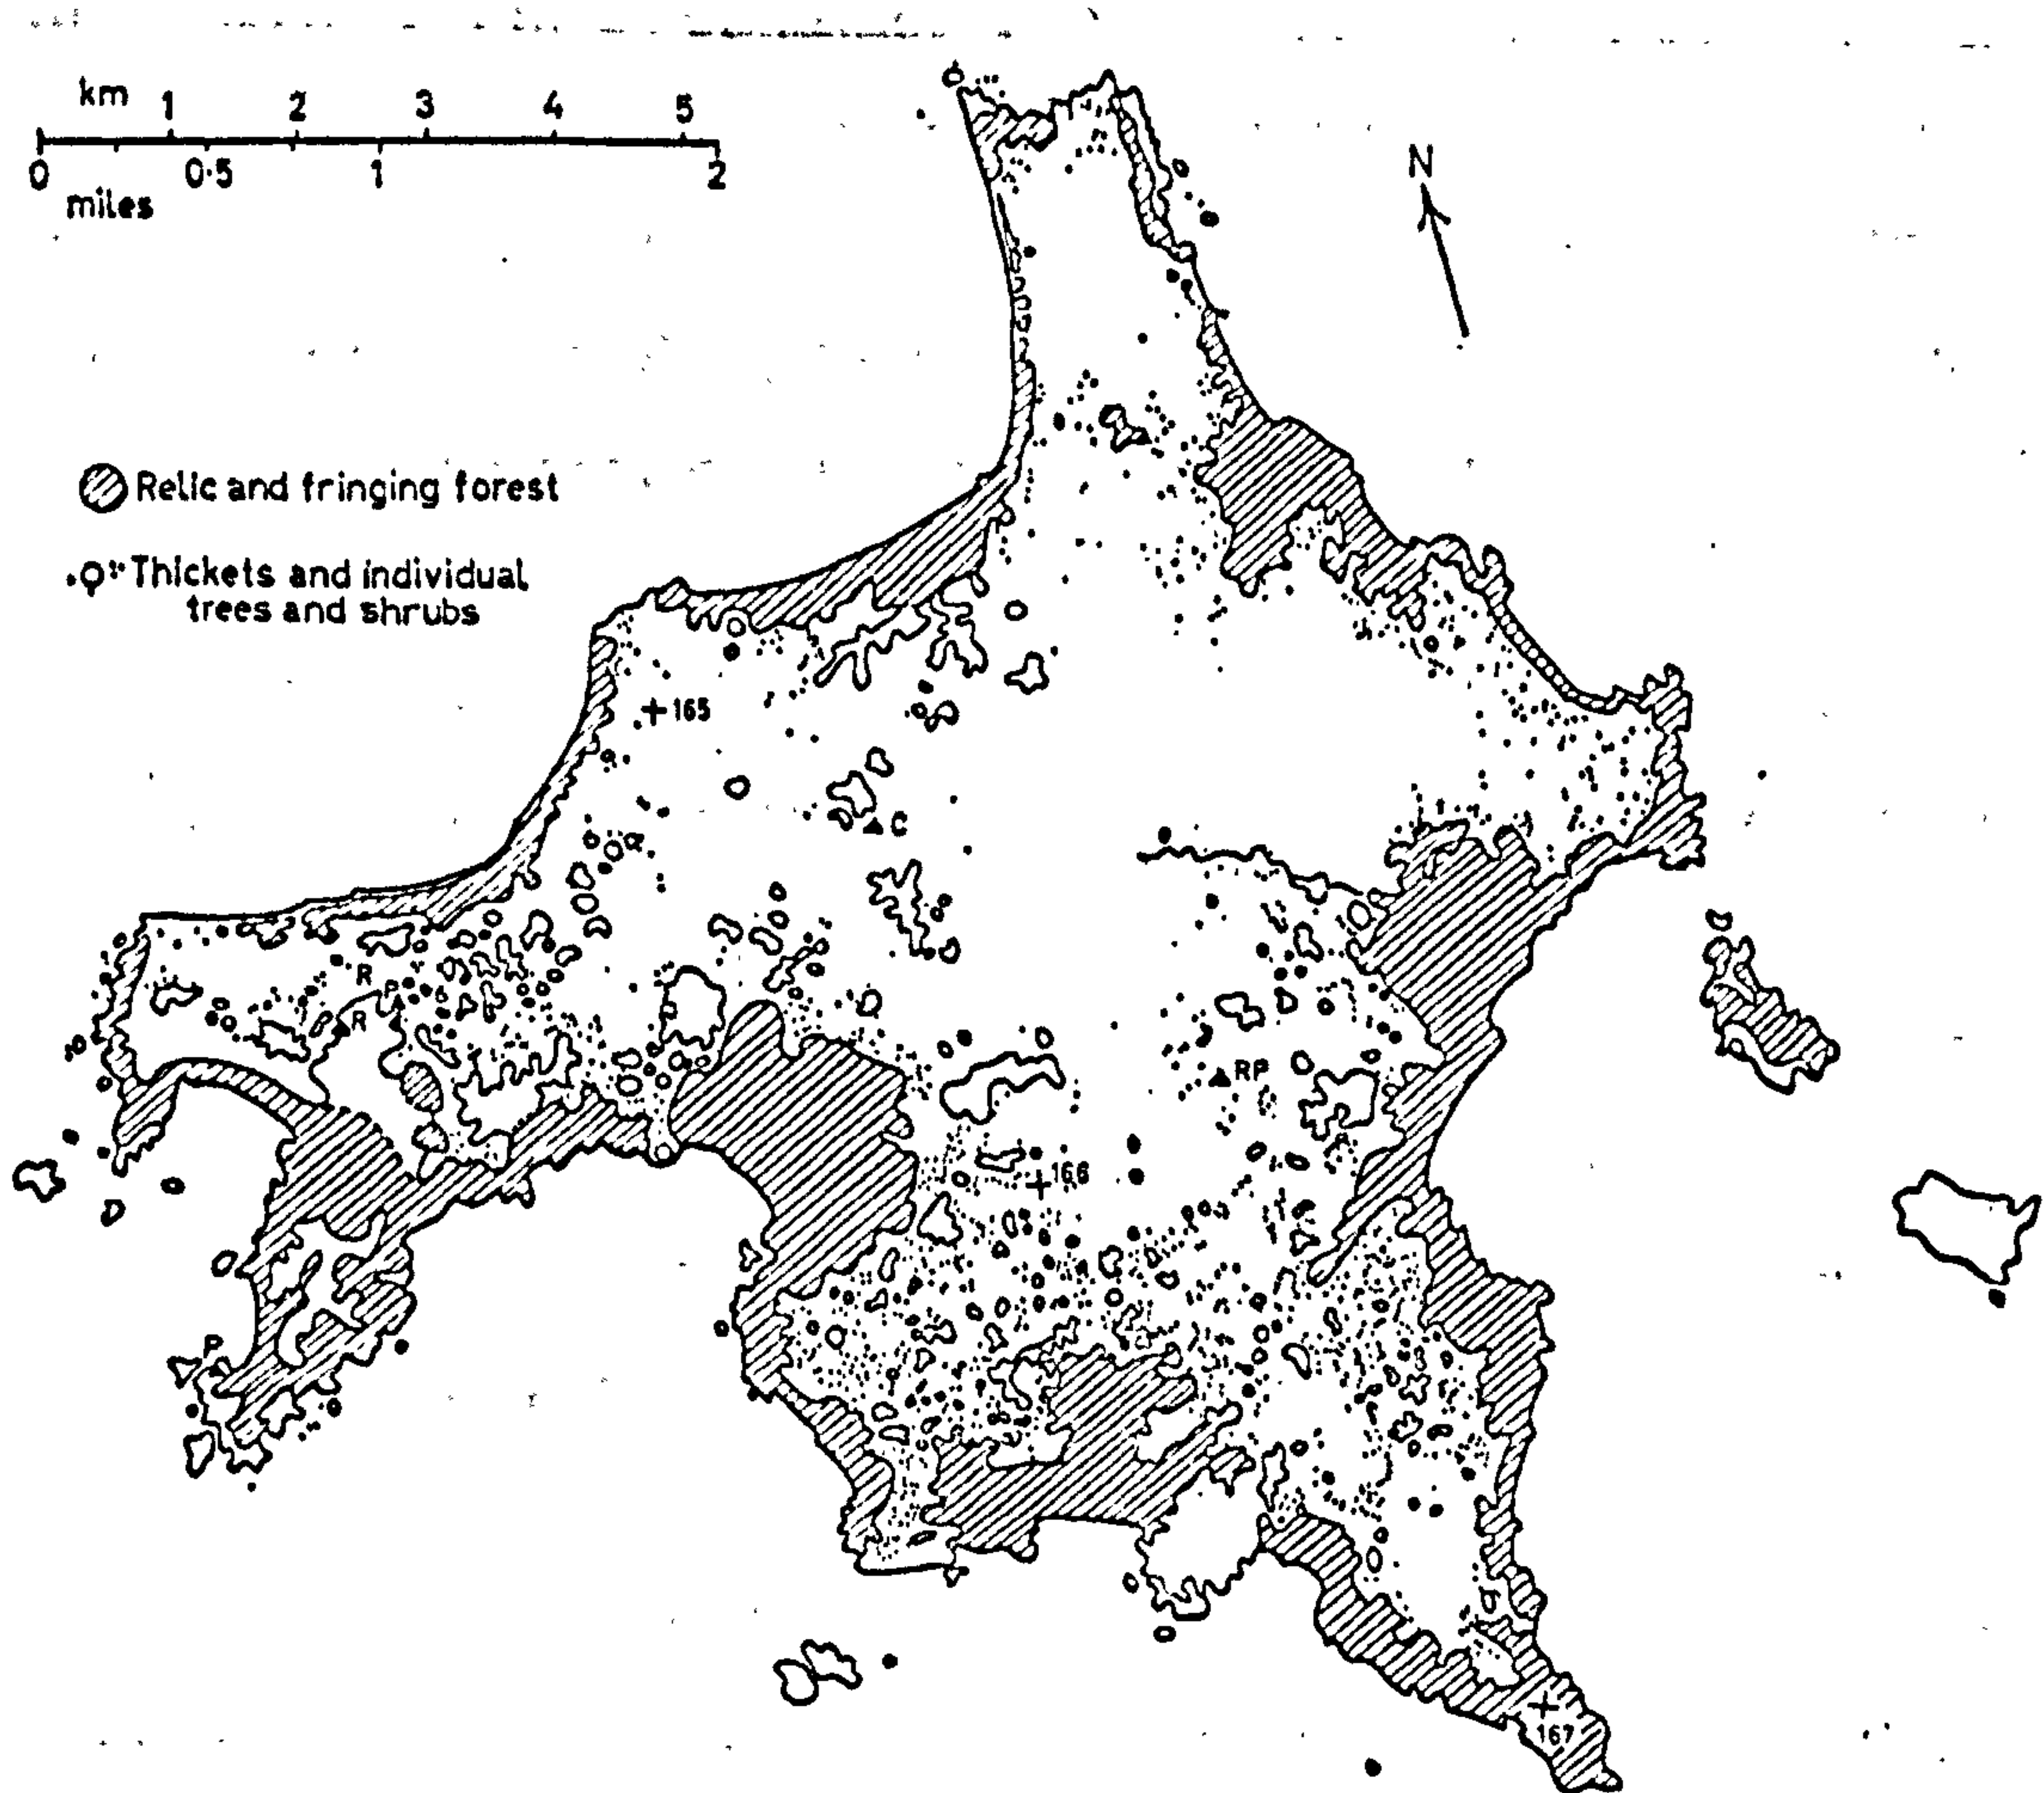 km 1 2 3 4 5
0 0·5 1 2
miles
N
Relic and fringing forest
Thickets and individual
trees and shrubs
+165
C
R
R
RP
+166
+
167